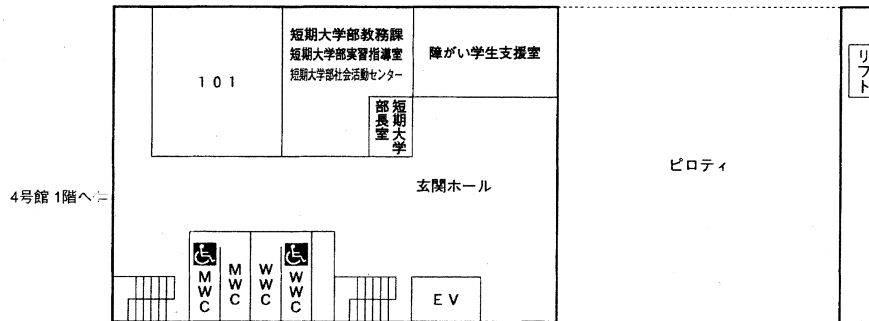 短期大学部教務課
短期大学部実習指導室
短期大学部社会活動センター
障がい学生支援室
リフト
101
短期大学
部長室
ピロティ
玄関ホール
4号館 1階へ⇐
MWC
MWC
WWC
WWC
EV